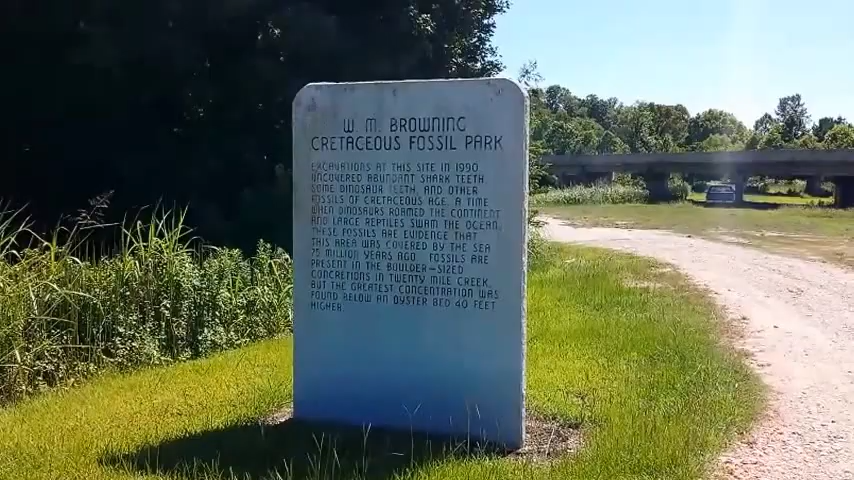 W. M. BROWNING
CRETACEOUS FOSSIL PARK
EXCAVATIONS AT THIS SITE IN 1990
UNCOVERED ABUNDANT SHARK TEETH,
SOME DINOSAUR TEETH, AND OTHER
FOSSILS OF CRETACEOUS AGE, A TIME
WHEN DINOSAURS ROAMED THE CONTINENT
AND LARGE REPTILES SWAM THE OCEAN.
THESE FOSSILS ARE EVIDENCE THAT
THIS AREA WAS COVERED BY THE SEA
75 MILLION YEARS AGO. FOSSILS ARE
PRESENT IN THE BOULDER-SIZED
CONCRETIONS IN TWENTY MILE CREEK,
BUT THE GREATEST CONCENTRATION WAS
FOUND BELOW AN OYSTER BED 40 FEET
HIGHER.